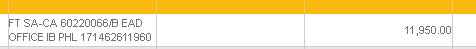 FT SA-CA 60220066/B EAD 11,950.00
OFFICE IB PHL 171462611960